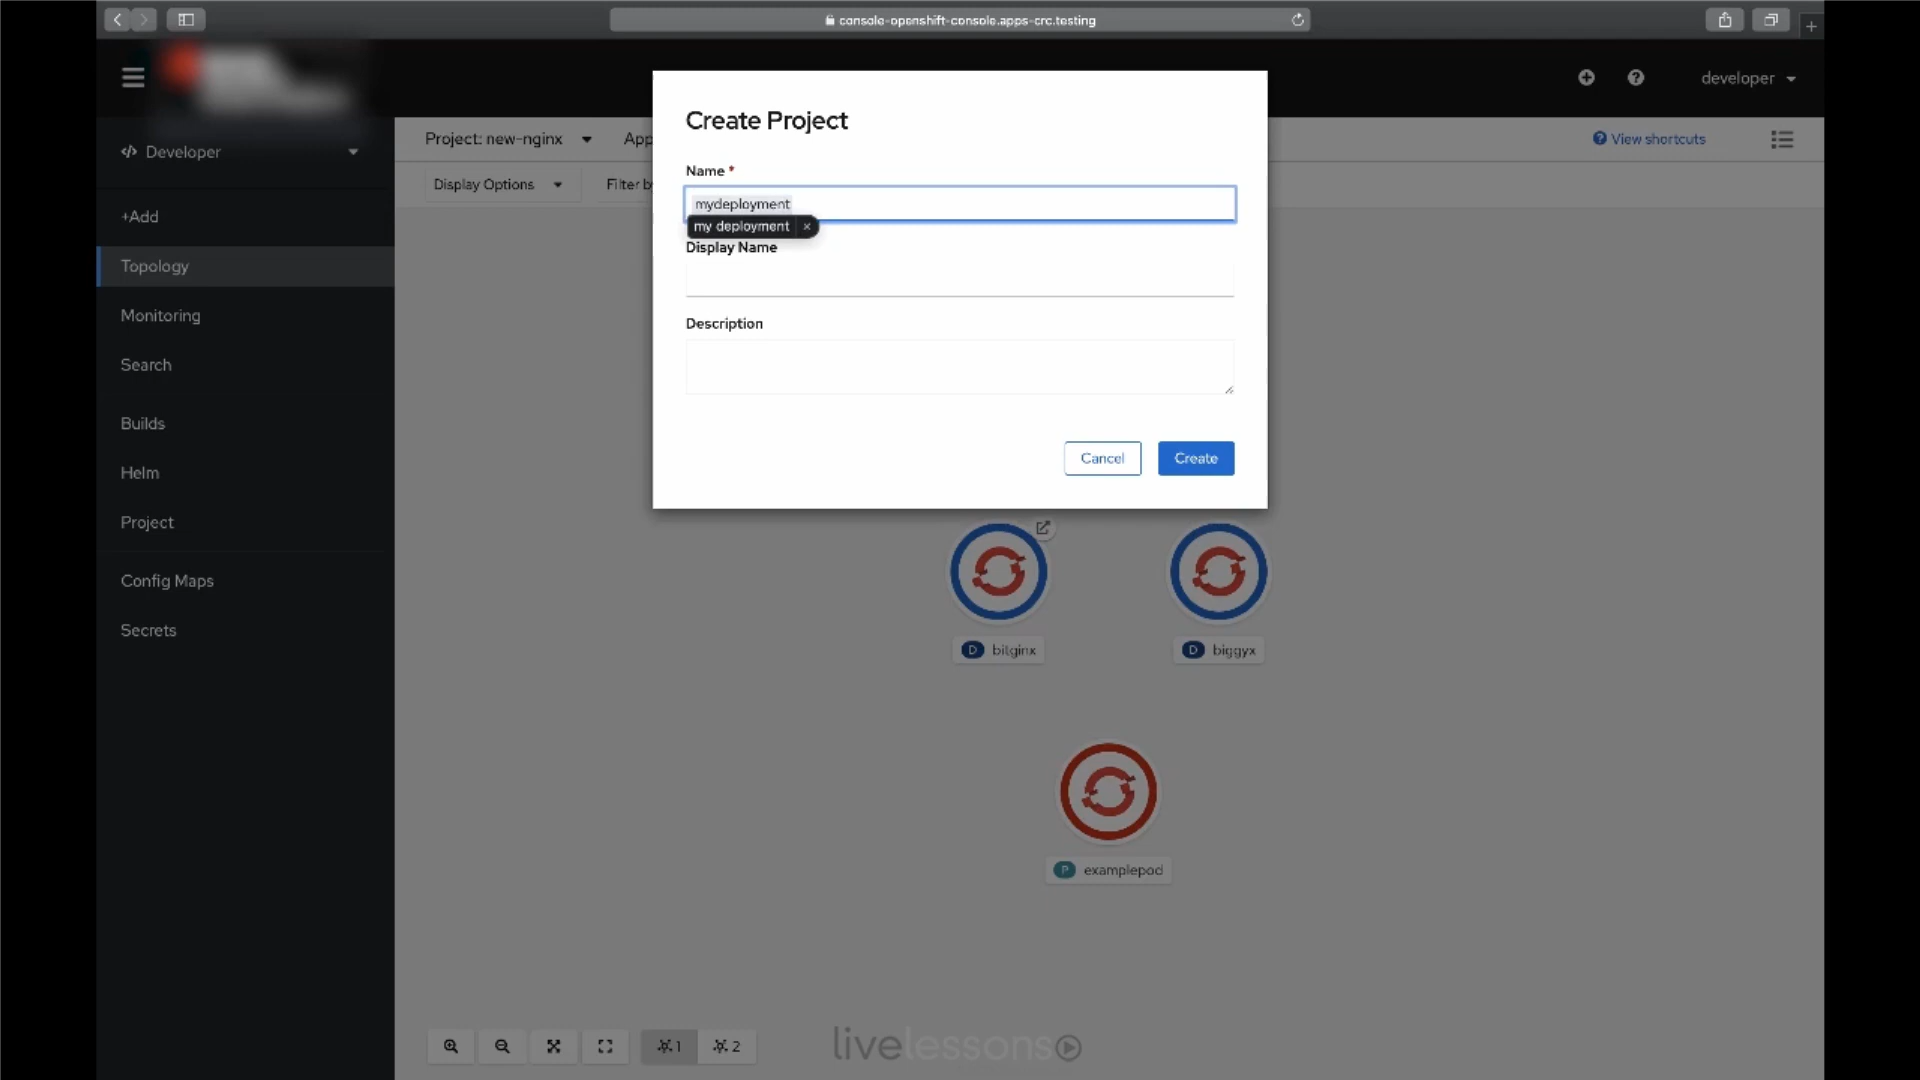 console-openshift-console.apps-crc.testing
developer
Create Project
Project: new-nginx
App
View shortcuts
Developer
Name *
Display Options
Filter b
mydeployment
my deployment ×
+Add
Display Name
Topology
Monitoring
Description
Search
Builds
Cancel
Create
Helm
Project
Config Maps
Secrets
D bitginx
D biggyx
P examplepod
1
2
livelessons